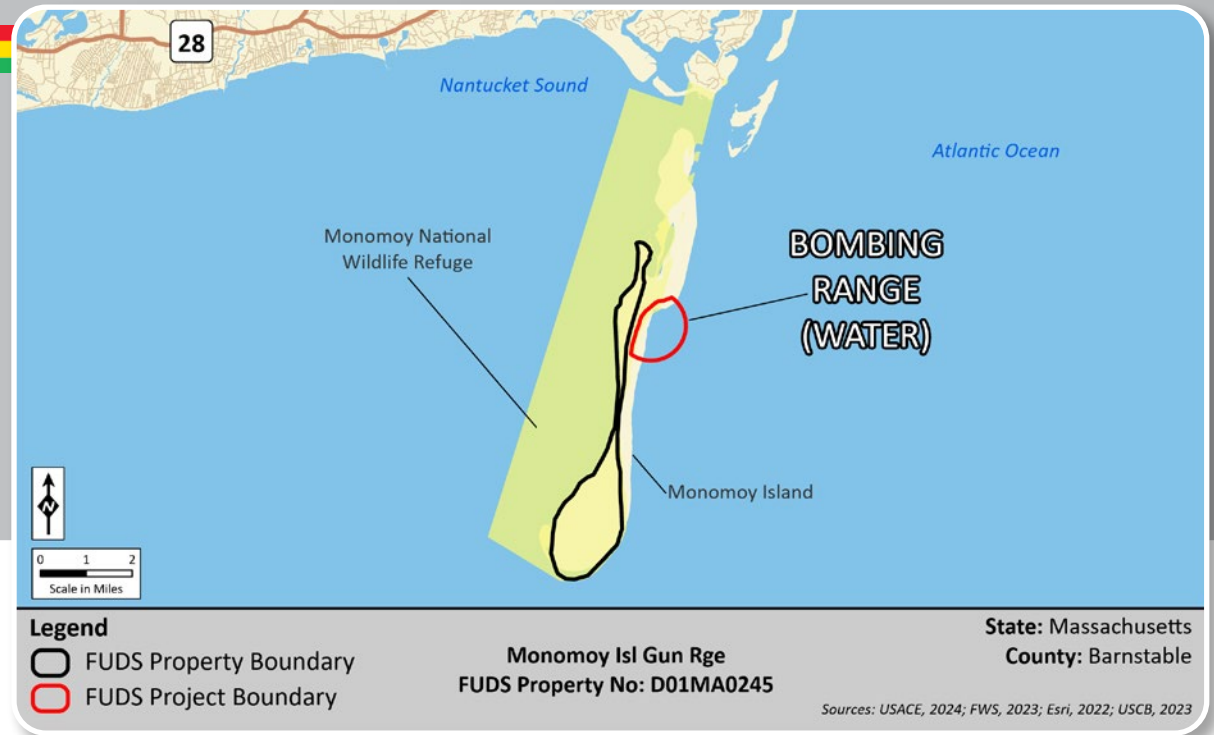 28
Nantucket Sound
Atlantic Ocean
Monomoy National
Wildlife Refuge
BOMBING
RANGE
(WATER)
Monomoy Island
N
0 1 2
Scale in Miles
Legend
FUDS Property Boundary
FUDS Project Boundary
Monomoy Isl Gun Rge
FUDS Property No: D01MA0245
State: Massachusetts
County: Barnstable
Sources: USACE, 2024; FWS, 2023; Esri, 2022; USCB, 2023